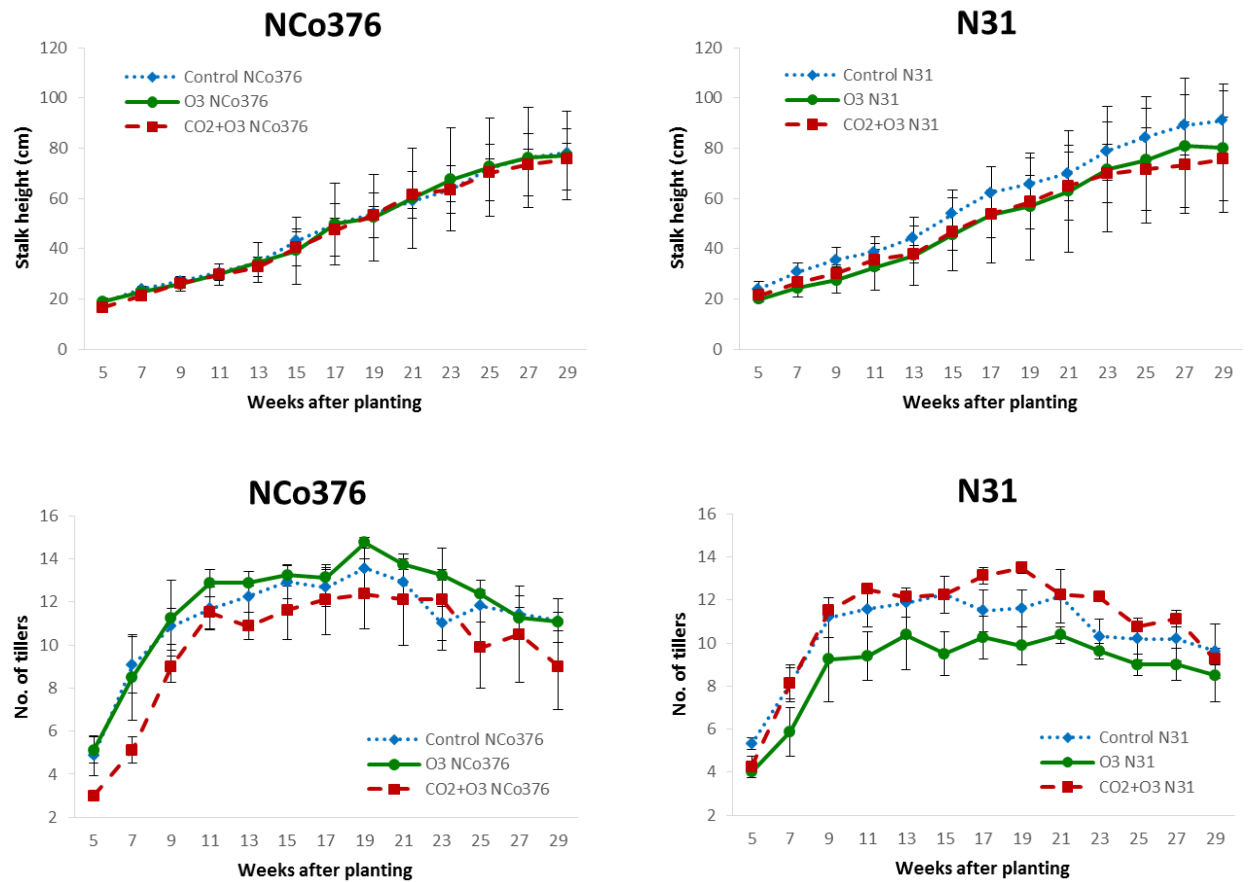 NCo376
120
100
80
60
40
20
0
Stalk height (cm)
Control NCo376
O3 NCo376
CO2+O3 NCo376
5 7 9 11 13 15 17 19 21 23 25 27 29
Weeks after planting
N31
120
100
80
60
40
20
0
Stalk height (cm)
Control N31
O3 N31
CO2+O3 N31
5 7 9 11 13 15 17 19 21 23 25 27 29
Weeks after planting
NCo376
16
14
12
10
8
6
4
2
No. of tillers
Control NCo376
O3 NCo376
CO2+O3 NCo376
5 7 9 11 13 15 17 19 21 23 25 27 29
Weeks after planting
N31
16
14
12
10
8
6
4
2
No. of tillers
Control N31
O3 N31
CO2+O3 N31
5 7 9 11 13 15 17 19 21 23 25 27 29
Weeks after planting